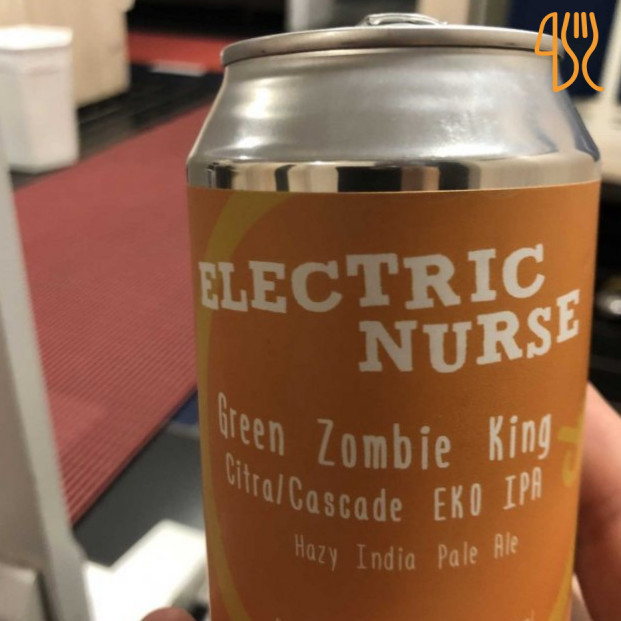 ELECTRIC
NURSE
Green Zombie King
Citra/Cascade EKO IPA
Hazy India Pale Ale